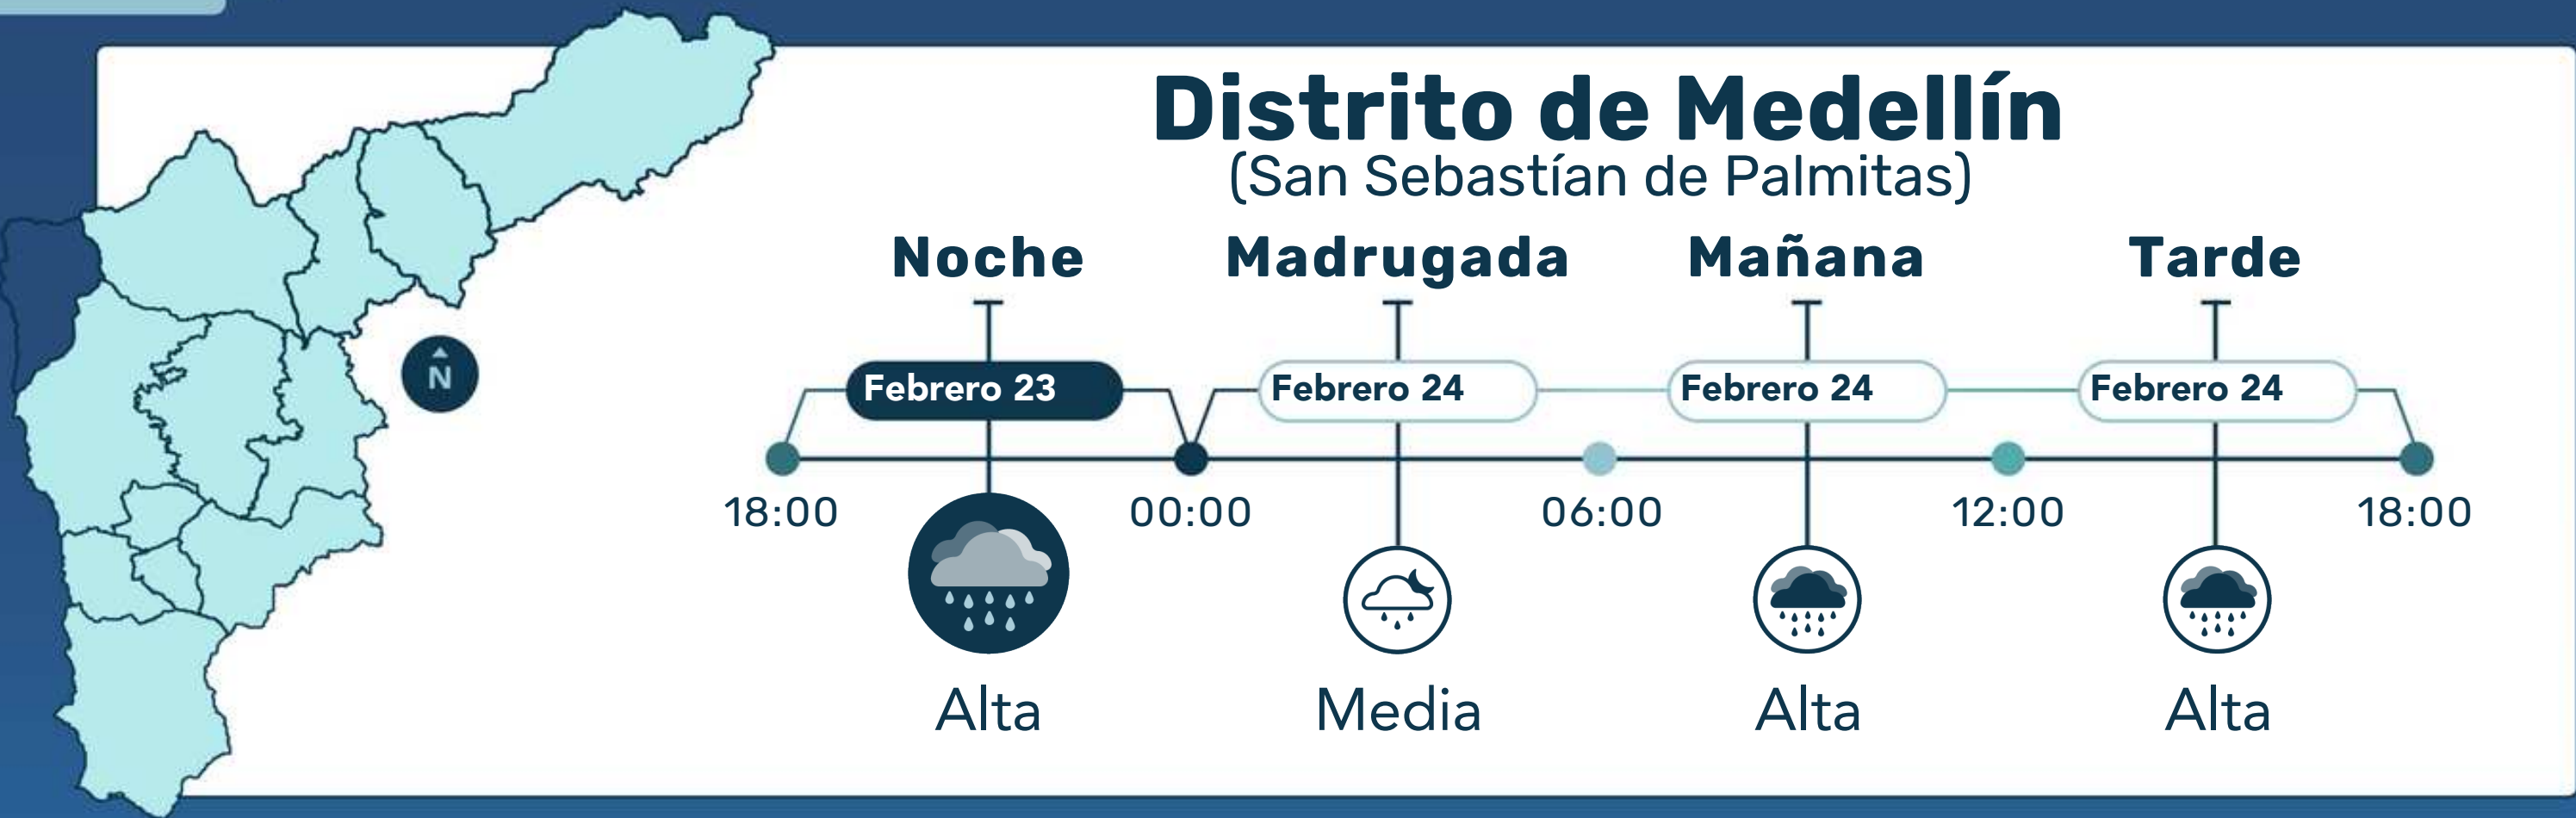 Distrito de Medellín
(San Sebastían de Palmitas)
Noche Madrugada Mañana Tarde
Febrero 23 Febrero 24 Febrero 24 Febrero 24
N
18:00 00:00 06:00 12:00 18:00
Alta Media Alta Alta